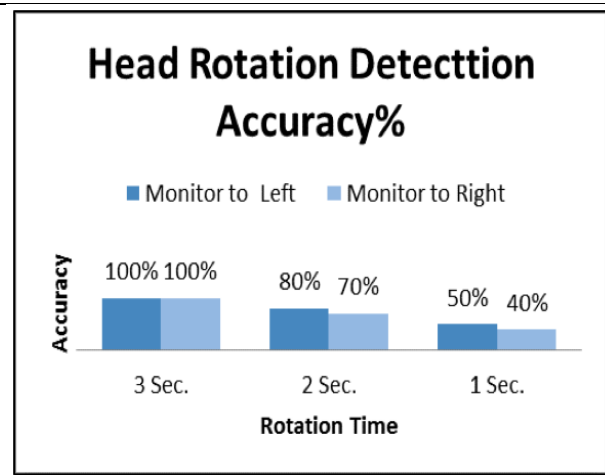 Head Rotation Detecttion
Accuracy%
Monitor to Left Monitor to Right
Accuracy
100% 100% 80% 70% 50% 40%
3 Sec. 2 Sec. 1 Sec.
Rotation Time